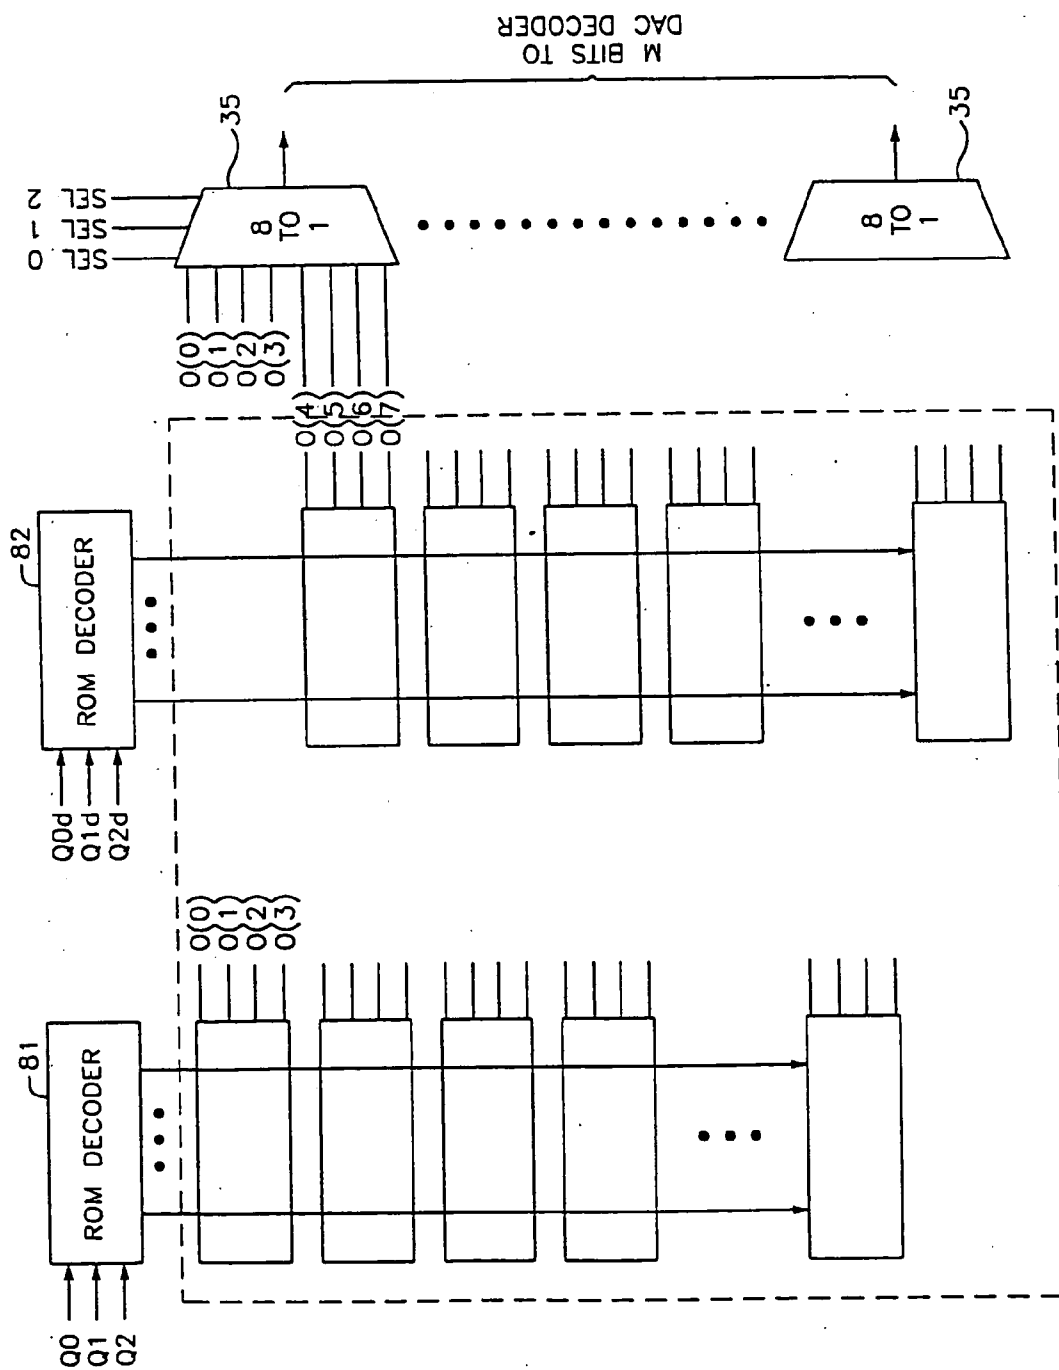 Q0
Q1
Q2
ROM DECODER
81
O(0)
O(1)
O(2)
O(3)
Q0d
Q1d
Q2d
ROM DECODER
82
O(4)
O(5)
O(6)
O(7)
O(0)
O(1)
O(2)
O(3)
SEL 0
SEL 1
SEL 2
8
TO
1
35
8
TO
1
35
M BITS TO
DAC DECODER